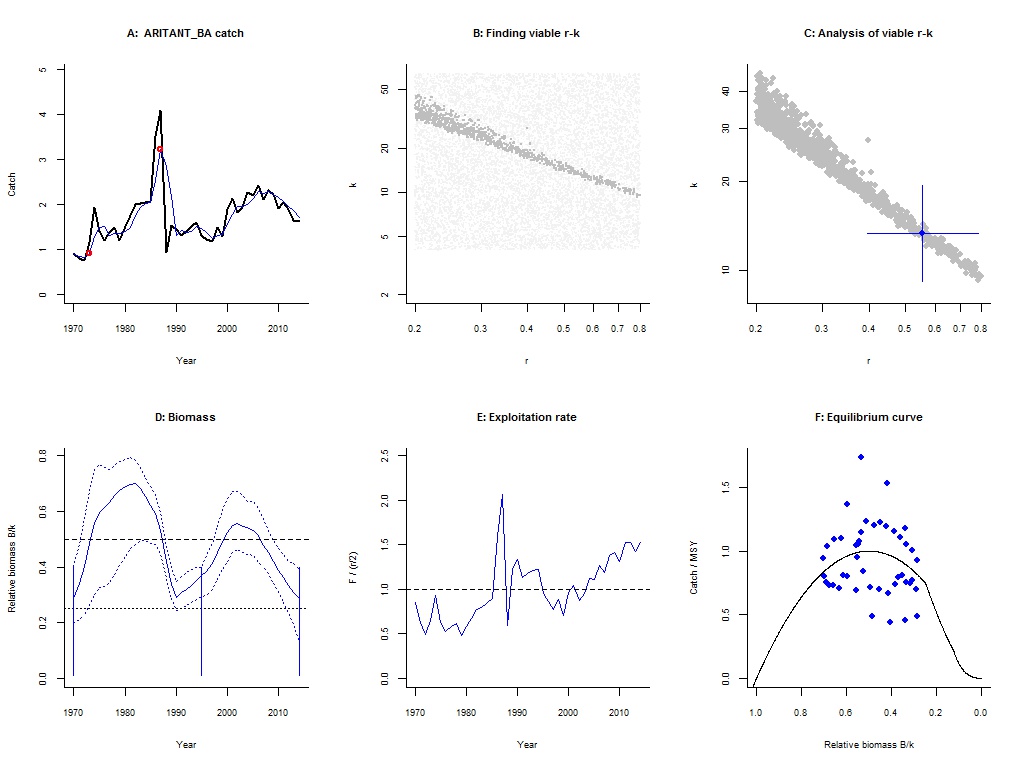 A: ARITANT_BA catch
Catch
5
4
3
2
1
0
1970 1980 1990 2000 2010
Year
B: Finding viable r-k
k
50
20
10
5
2
0.2 0.3 0.4 0.5 0.6 0.7 0.8
r
C: Analysis of viable r-k
k
40
30
20
10
0.2 0.3 0.4 0.5 0.6 0.7 0.8
r
D: Biomass
Relative biomass B/k
0.8
0.6
0.4
0.2
0.0
1970 1980 1990 2000 2010
Year
E: Exploitation rate
F / (r/2)
2.5
2.0
1.5
1.0
0.5
0.0
1970 1980 1990 2000 2010
Year
F: Equilibrium curve
Catch / MSY
1.5
1.0
0.5
0.0
1.0 0.8 0.6 0.4 0.2 0.0
Relative biomass B/k